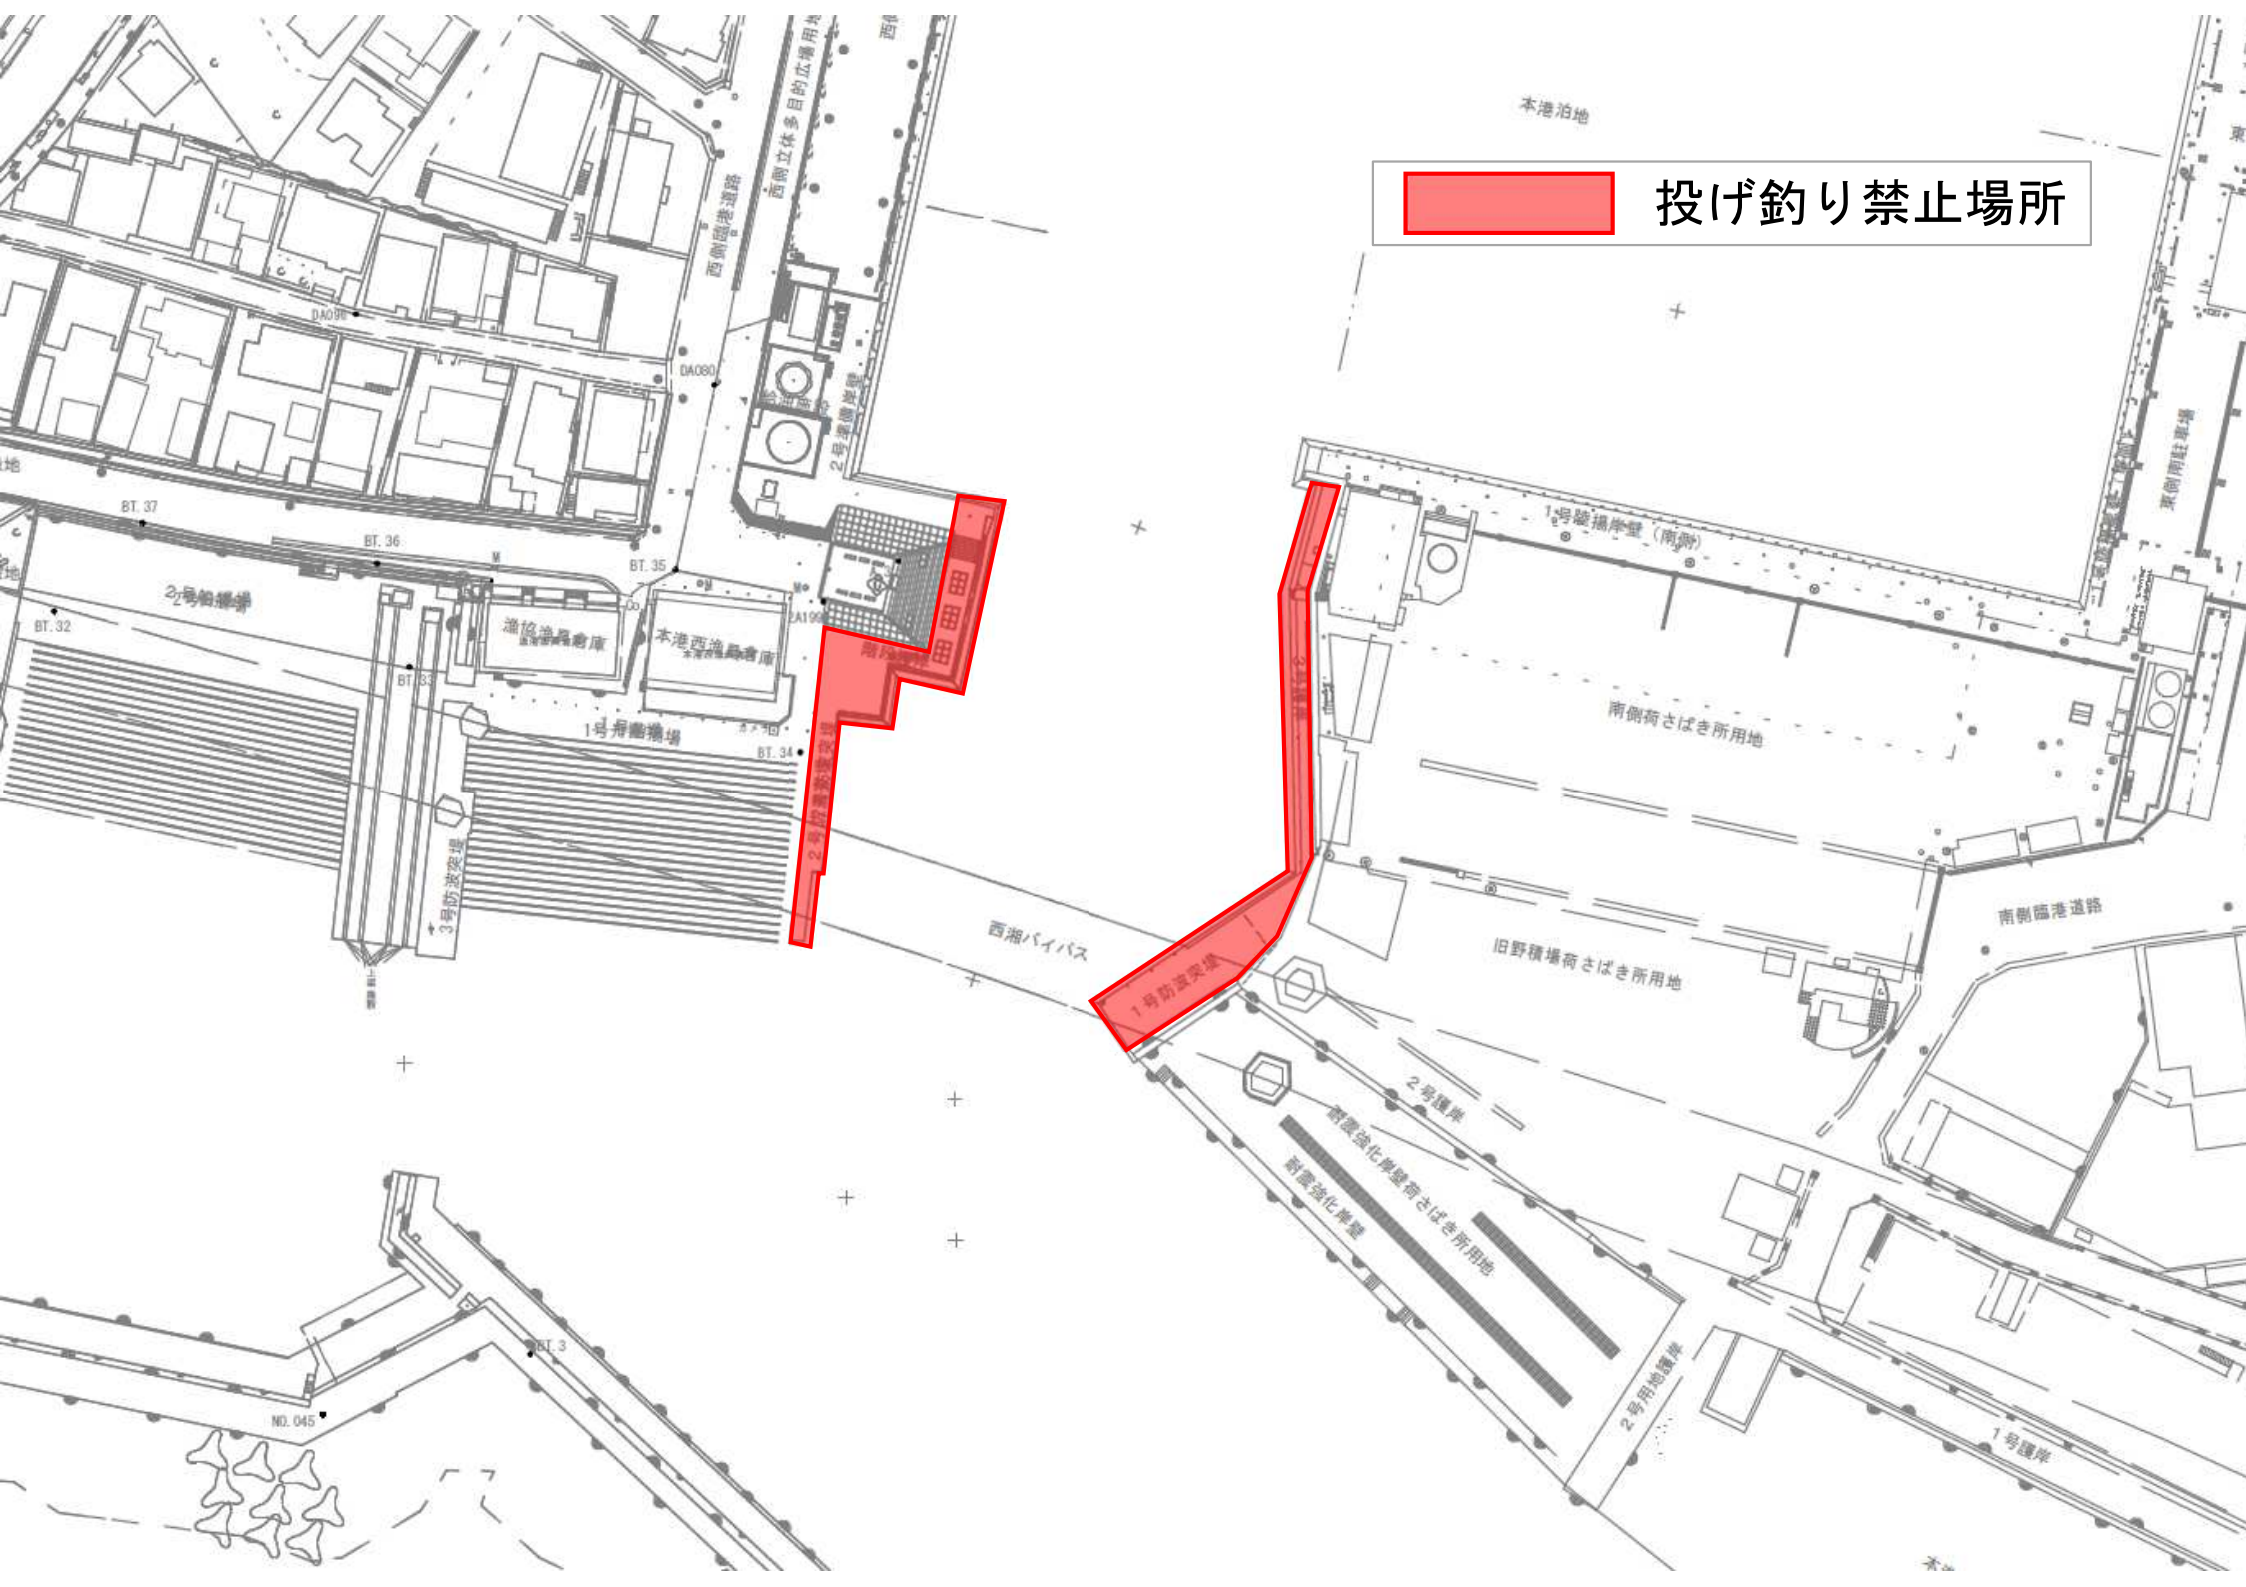 本港泊地
投げ釣り禁止場所
西側立体多目的広場用地
西側臨港道路
DA096
DA080
2号準備岸壁
1号陸揚岸壁(南側)
東側南駐車場
BT.37
BT.36
BT.35
BT.32
BT.33
BT.34
2号船揚場
漁協漁具倉庫
本港西漁具倉庫
1号船揚場
3号防波突堤
2号防波突堤
南側荷さばき所用地
南側臨港道路
旧野積場荷さばき所用地
西湘バイパス
1号防波突堤
2号護岸
耐震強化岸壁荷さばき所用地
耐震強化岸壁
2号用地護岸
1号護岸
BT.3
NO.045